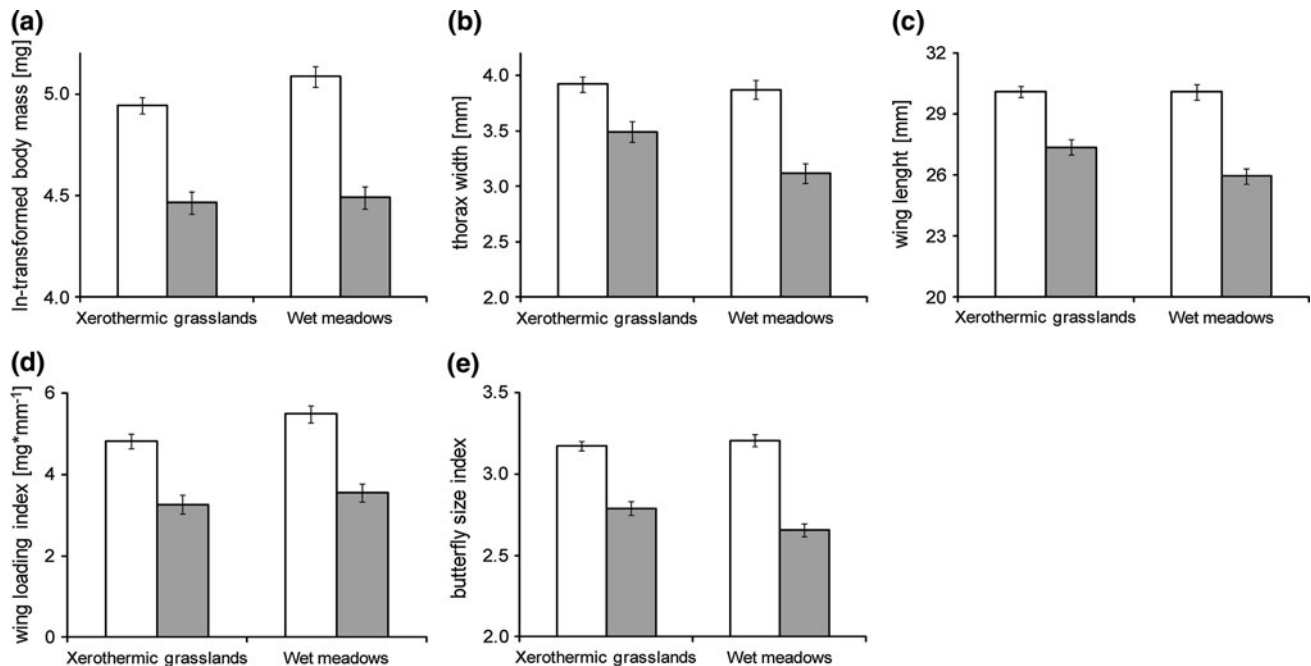 (a)
ln-transformed body mass [mg]
5.0
4.5
4.0
Xerothermic grasslands
Wet meadows
(b)
thorax width [mm]
4.0
3.5
3.0
2.5
2.0
Xerothermic grasslands
Wet meadows
(c)
wing lenght [mm]
32
29
26
23
20
Xerothermic grasslands
Wet meadows
(d)
wing loading index [mg*mm⁻¹]
6
4
2
0
Xerothermic grasslands
Wet meadows
(e)
butterfly size index
3.5
3.0
2.5
2.0
Xerothermic grasslands
Wet meadows